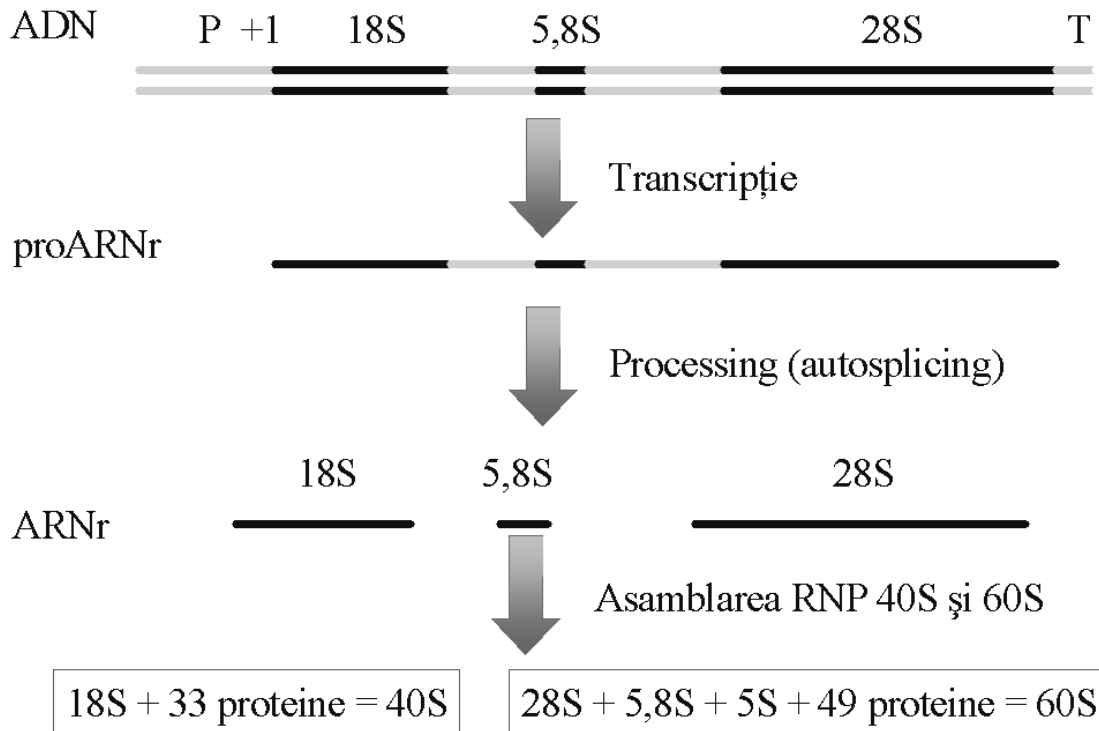 ADN P +1 18S 5,8S 28S T
Transcripţie
proARNr
Processing (autosplicing)
18S 5,8S 28S
ARNr
Asamblarea RNP 40S şi 60S
18S + 33 proteine = 40S
28S + 5,8S + 5S + 49 proteine = 60S